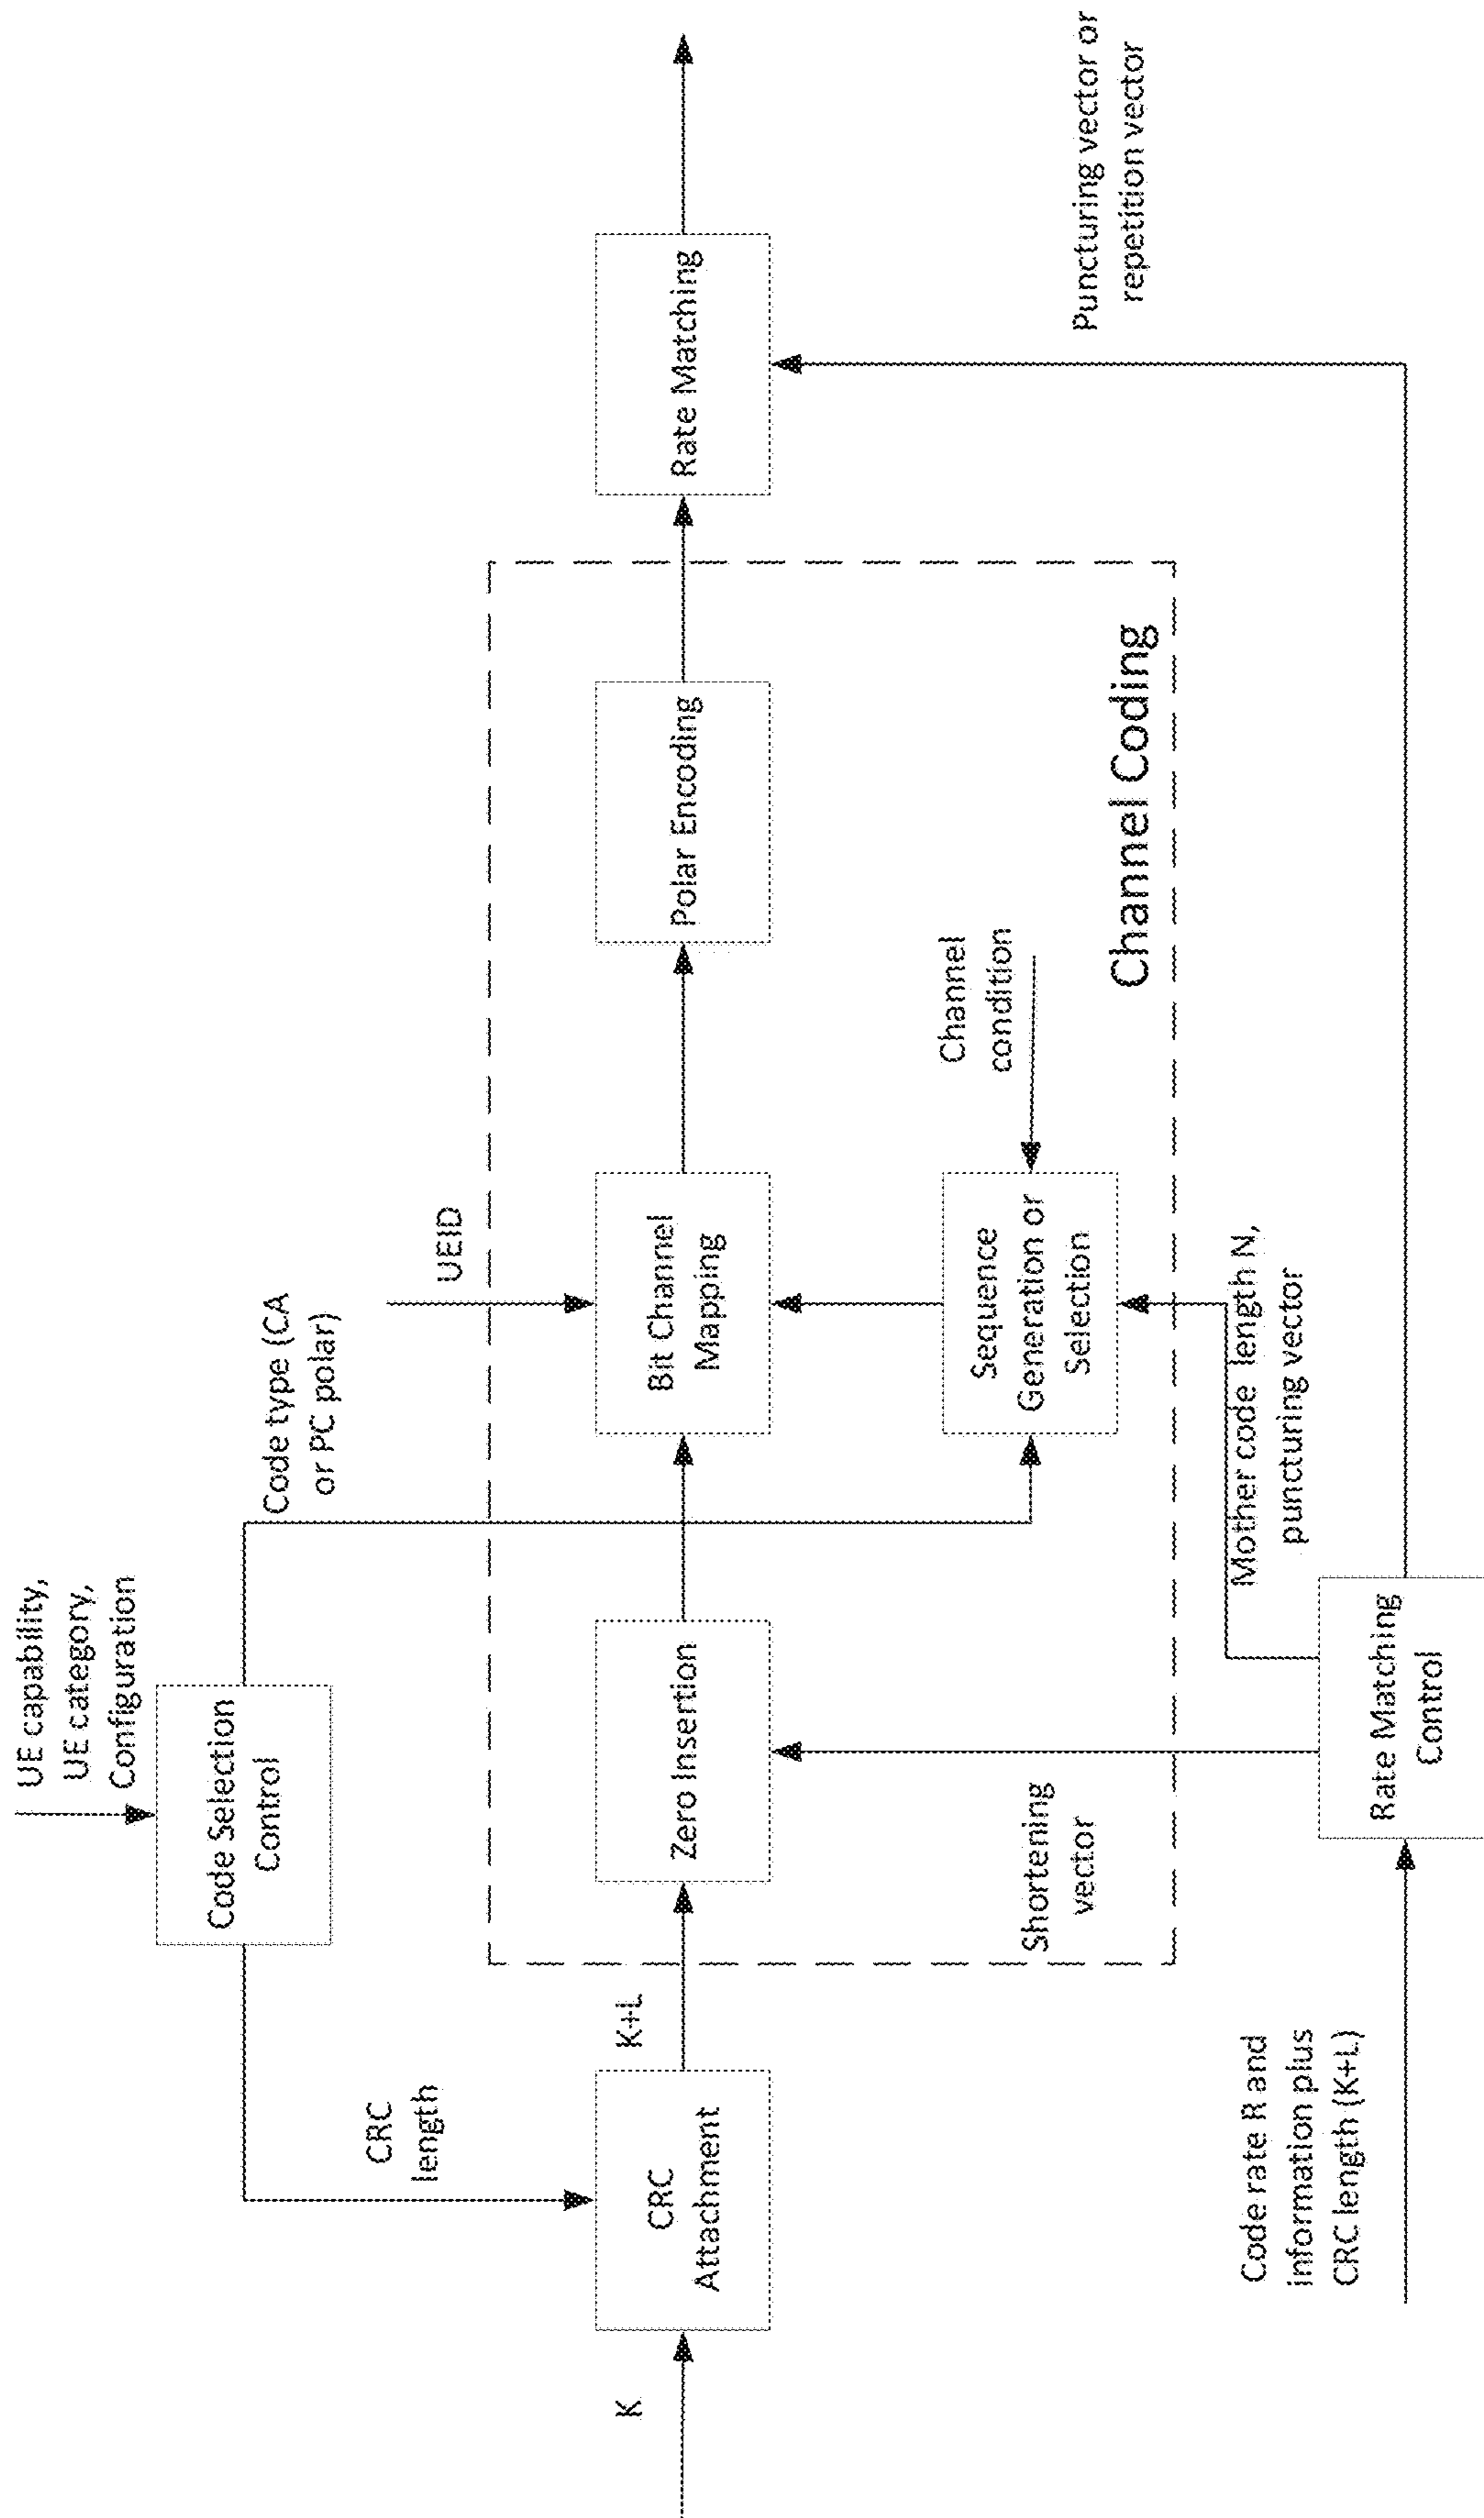 UE capability,
UE category,
Configuration
Code Selection
Control
Code type (CA
or PC polar)
UEID
CRC
length
K
CRC
Attachment
K+L
Zero Insertion
Bit Channel
Mapping
Polar Encoding
Rate Matching
Channel
condition
Sequence
Generation or
Selection
Shortening
vector
Channel Coding
Mother code length N,
puncturing vector
Puncturing vector or
repetition vector
Code rate R and
Information plus
CRC length (K+L)
Rate Matching
Control